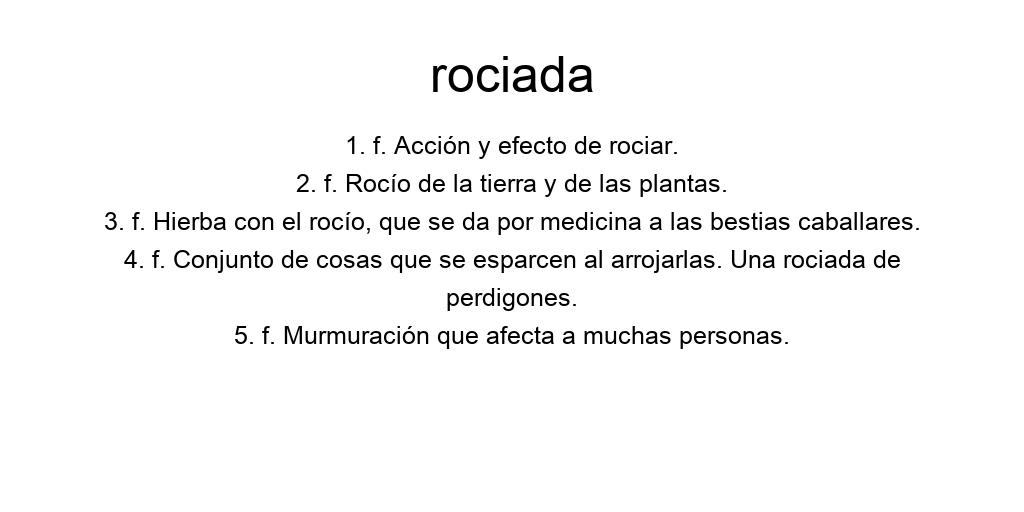 rociada
1. f. Acción y efecto de rociar.
2. f. Rocío de la tierra y de las plantas.
3. f. Hierba con el rocío, que se da por medicina a las bestias caballares.
4. f. Conjunto de cosas que se esparcen al arrojarlas. Una rociada de
perdigones.
5. f. Murmuración que afecta a muchas personas.